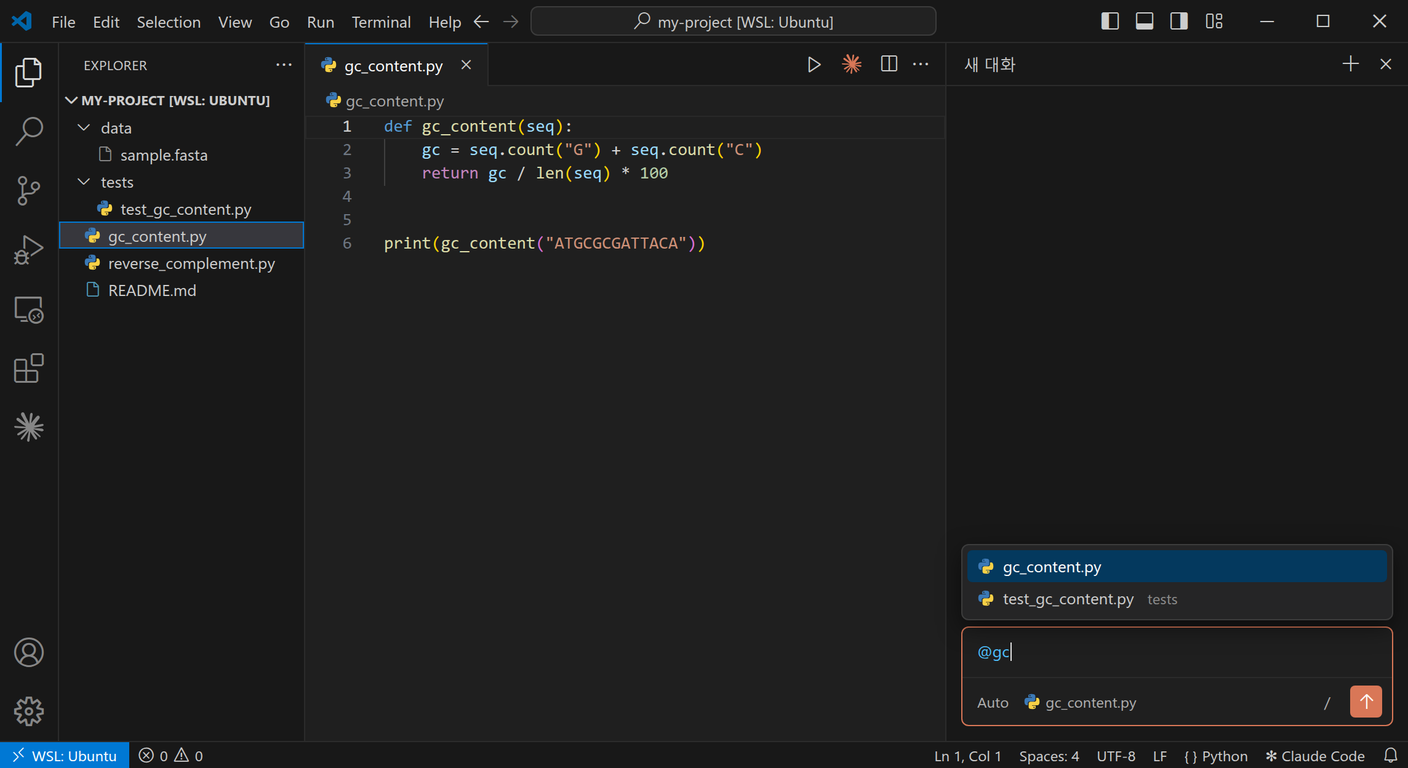 File Edit Selection View Go Run Terminal Help my-project [WSL: Ubuntu]
EXPLORER
MY-PROJECT [WSL: UBUNTU]
data
sample.fasta
tests
test_gc_content.py
gc_content.py
reverse_complement.py
README.md
gc_content.py
gc_content.py
1 def gc_content(seq):
2 gc = seq.count("G") + seq.count("C")
3 return gc / len(seq) * 100
4
5
6 print(gc_content("ATGCGCGATTACA"))
새 대화
gc_content.py
test_gc_content.py tests
@gc
Auto gc_content.py /
WSL: Ubuntu 0 0 Ln 1, Col 1 Spaces: 4 UTF-8 LF { } Python Claude Code